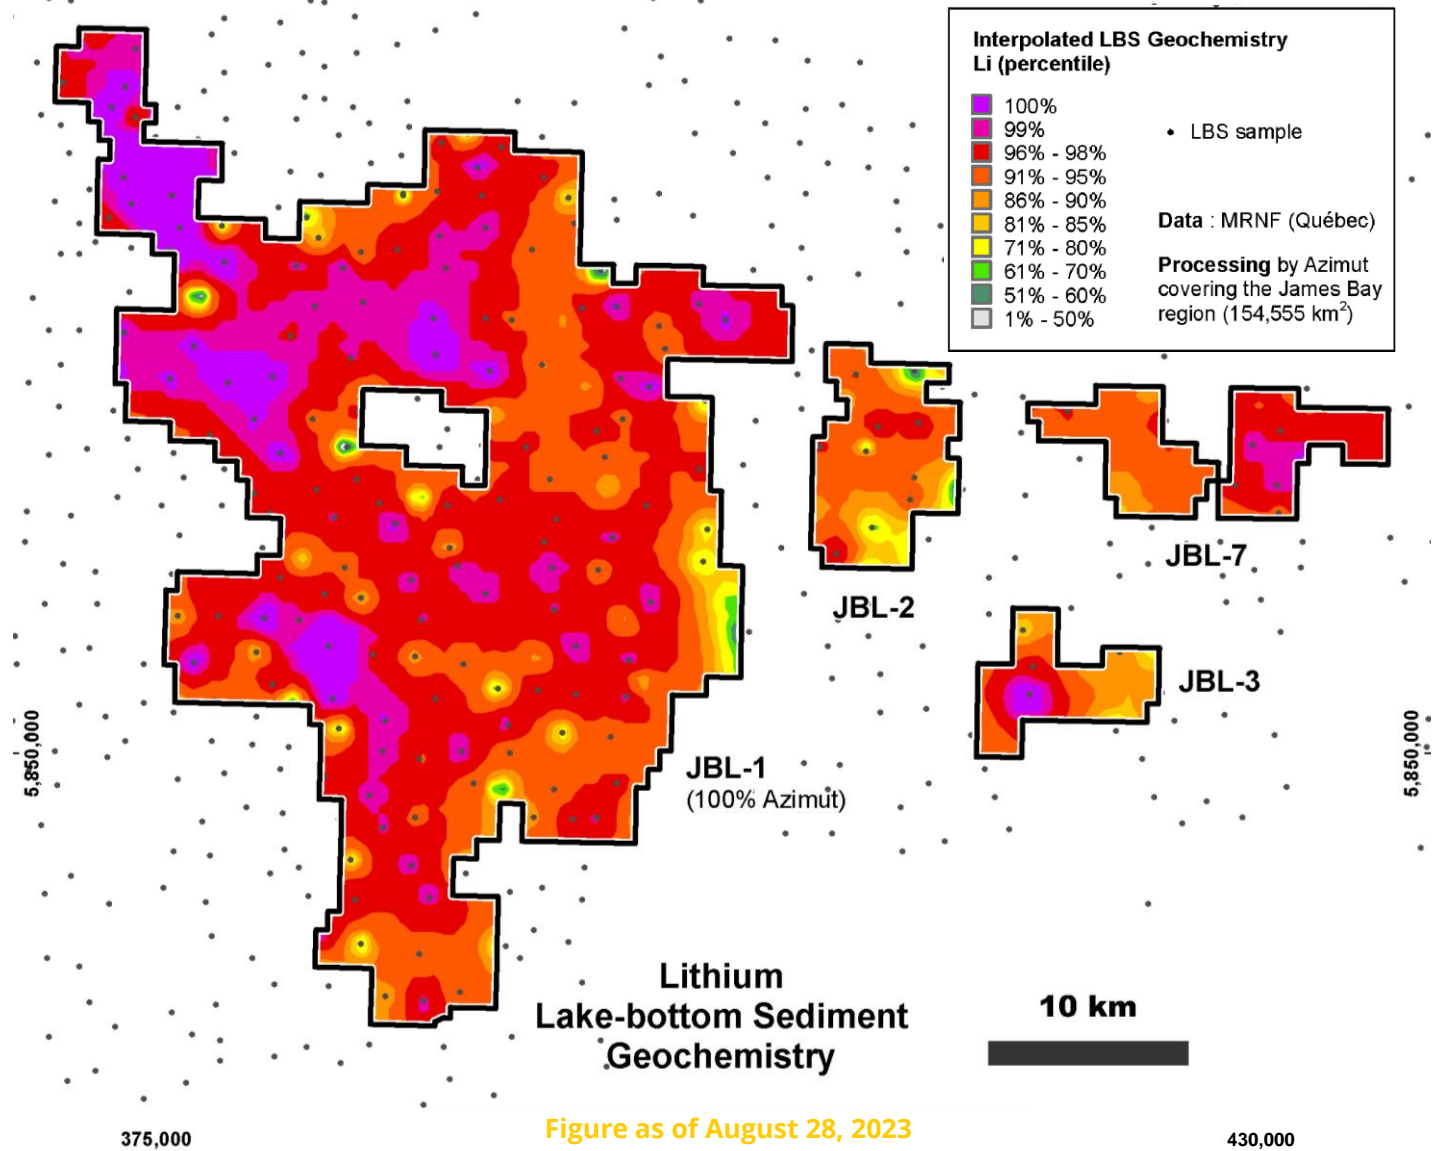 Interpolated LBS Geochemistry
Li (percentile)
100%
99%
96% - 98%
91% - 95%
86% - 90%
81% - 85%
71% - 80%
61% - 70%
51% - 60%
1% - 50%
LBS sample
Data : MRNF (Québec)
Processing by Azimut
covering the James Bay
region (154,555 km²)
JBL-7
JBL-2
JBL-3
JBL-1
(100% Azimut)
5,850,000
5,850,000
Lithium
Lake-bottom Sediment
Geochemistry
10 km
Figure as of August 28, 2023
375,000
430,000